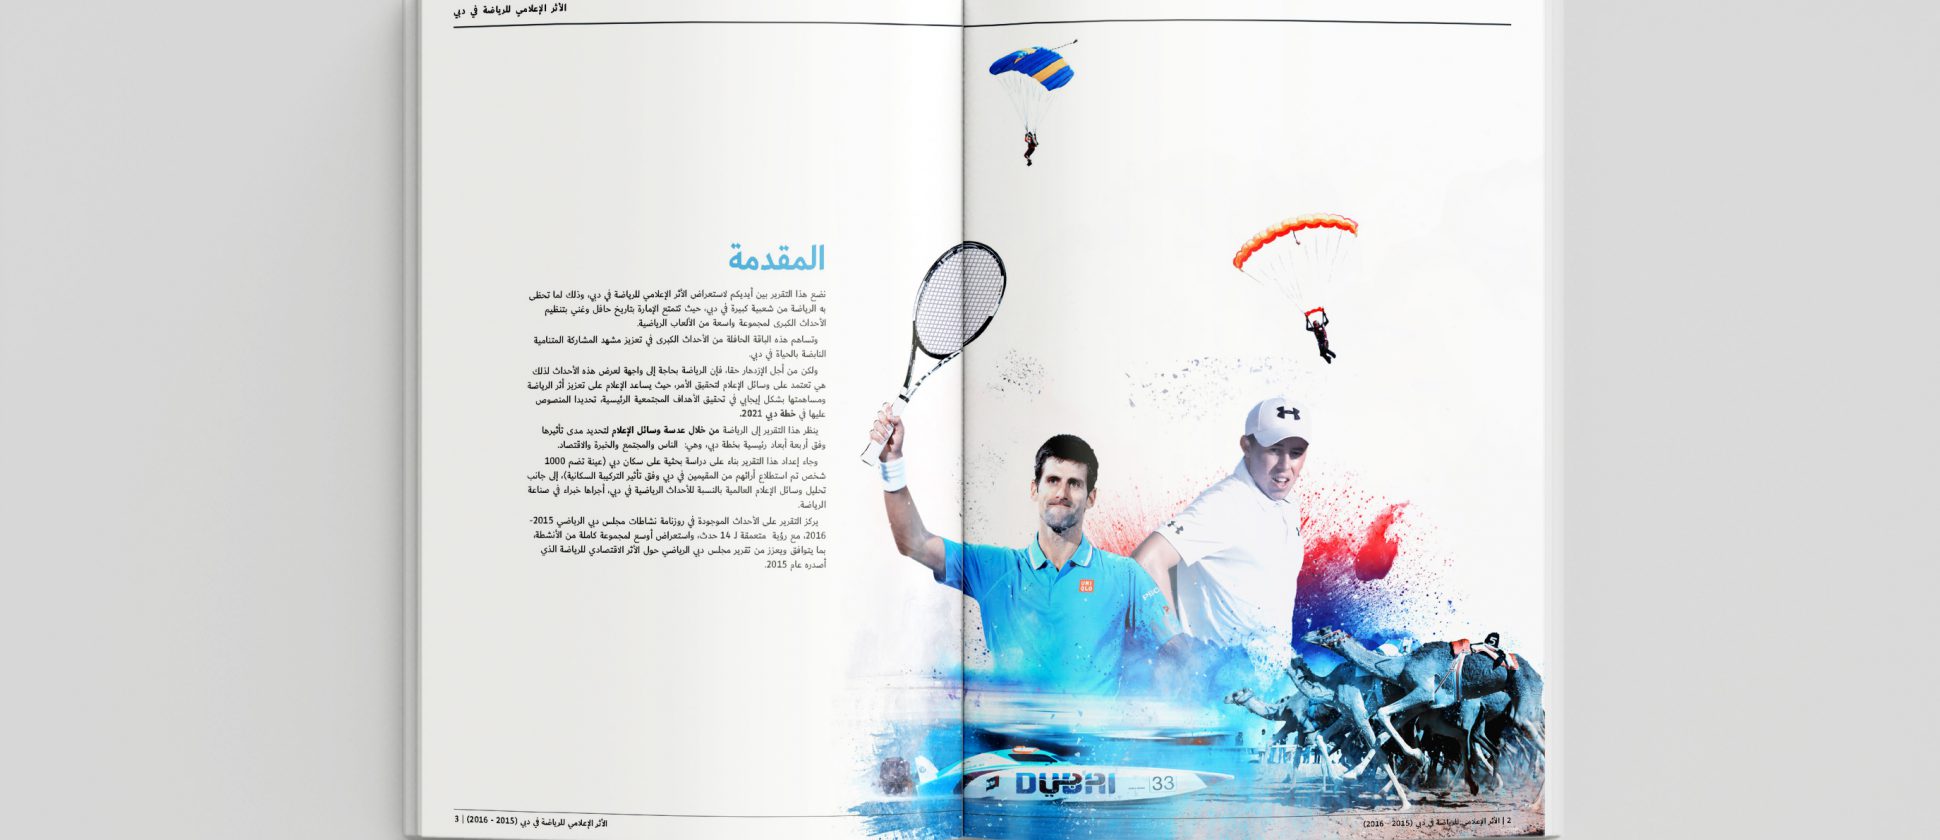 الأثر الإعلامي للرياضة في دبي
المقدمة
نضع هذا التقرير بين أيديكم لاستعراض الأثر الإعلامي للرياضة في دبي، وذلك لما تحظى
به الرياضة من شعبية كبيرة في دبي، حيث تتمتع الإمارة بتاريخ حافل وغني بتنظيم
الأحداث الكبرى لمجموعة واسعة من الألعاب الرياضية.
وتساهم هذه الباقة الحافلة من الأحداث الكبرى في تعزيز مشهد المشاركة المتنامية
النابضة بالحياة في دبي.
ولكن من أجل الإزدهار حقا، فإن الرياضة بحاجة إلى واجهة لعرض هذه الأحداث لذلك
هي تعتمد على وسائل الإعلام لتحقيق الأمر، حيث يساعد الإعلام على تعزيز أثر الرياضة
ومساهمتها بشكل إيجابي في تحقيق الأهداف المجتمعية الرئيسية، تحديدا المنصوص
عليها في خطة دبي 2021.
ينظر هذا التقرير إلى الرياضة من خلال عدسة وسائل الإعلام لتحديد مدى تأثيرها
وفق أربعة أبعاد رئيسية بخطة دبي، وهي: الناس والمجتمع والخبرة والاقتصاد.
وجاء إعداد هذا التقرير بناء على دراسة بحثية على سكان دبي (عينة تضم 1000
شخص تم استطلاع أرائهم من المقيمين في دبي وفق تأثير التركيبة السكانية)، إلى جانب
تحليل وسائل الإعلام العالمية بالنسبة للأحداث الرياضية في دبي، أجراها خبراء في صناعة
الرياضة.
يركز التقرير على الأحداث الموجودة في روزنامة نشاطات مجلس دبي الرياضي 2015-
2016، مع رؤية متعمقة لـ 14 حدث، واستعراض أوسع لمجموعة كاملة من الأنشطة،
بما يتوافق ويعزز من تقرير مجلس دبي الرياضي حول الأثر الاقتصادي للرياضة الذي
أصدره عام 2015.
UNI
QLO
5
DUBAI
33
2 | الأثر الإعلامي للرياضة في دبي (2015 - 2016)
الأثر الإعلامي للرياضة في دبي (2015 - 2016) | 3